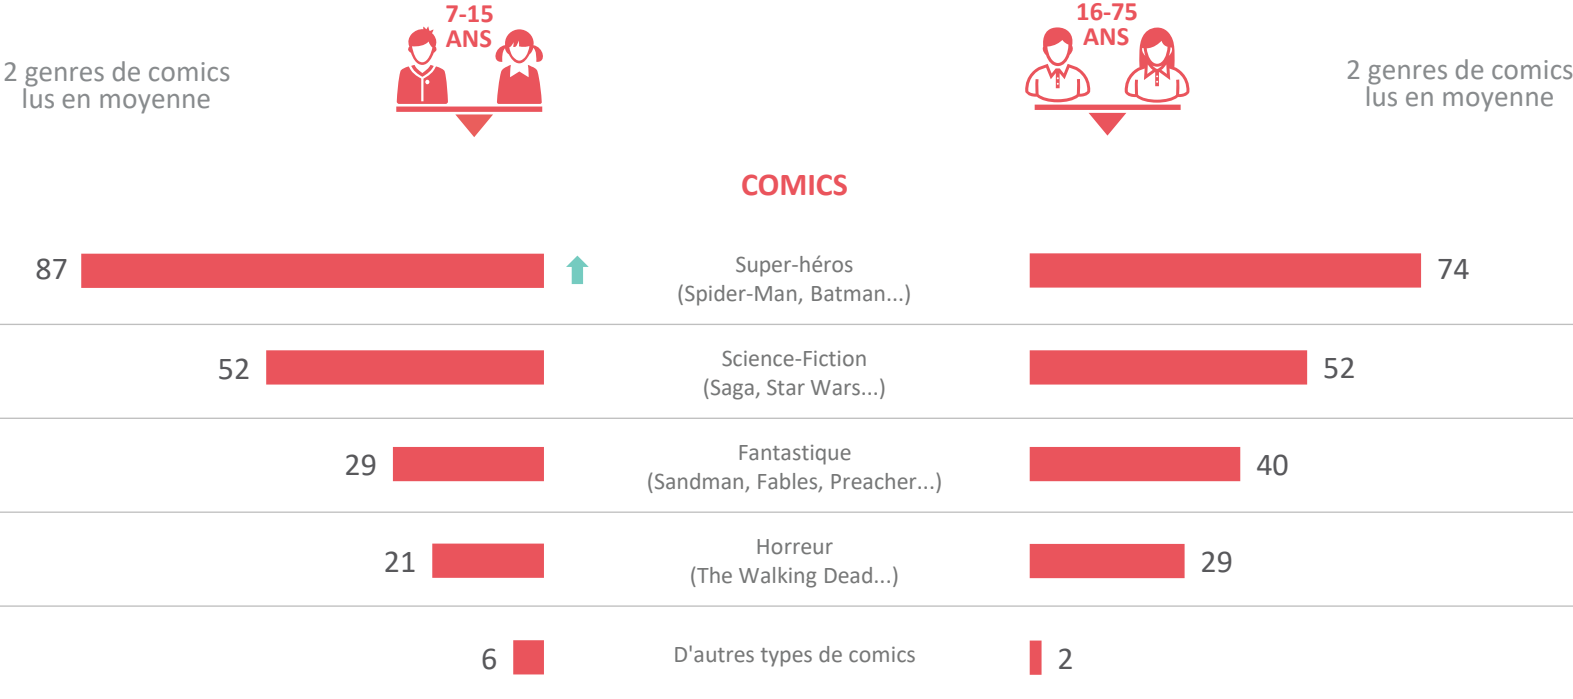 7-15
ANS
16-75
ANS
2 genres de comics
lus en moyenne
2 genres de comics
lus en moyenne
COMICS
87
Super-héros
(Spider-Man, Batman...)
74
52
Science-Fiction
(Saga, Star Wars...)
52
29
Fantastique
(Sandman, Fables, Preacher...)
40
21
Horreur
(The Walking Dead...)
29
6
D'autres types de comics
2